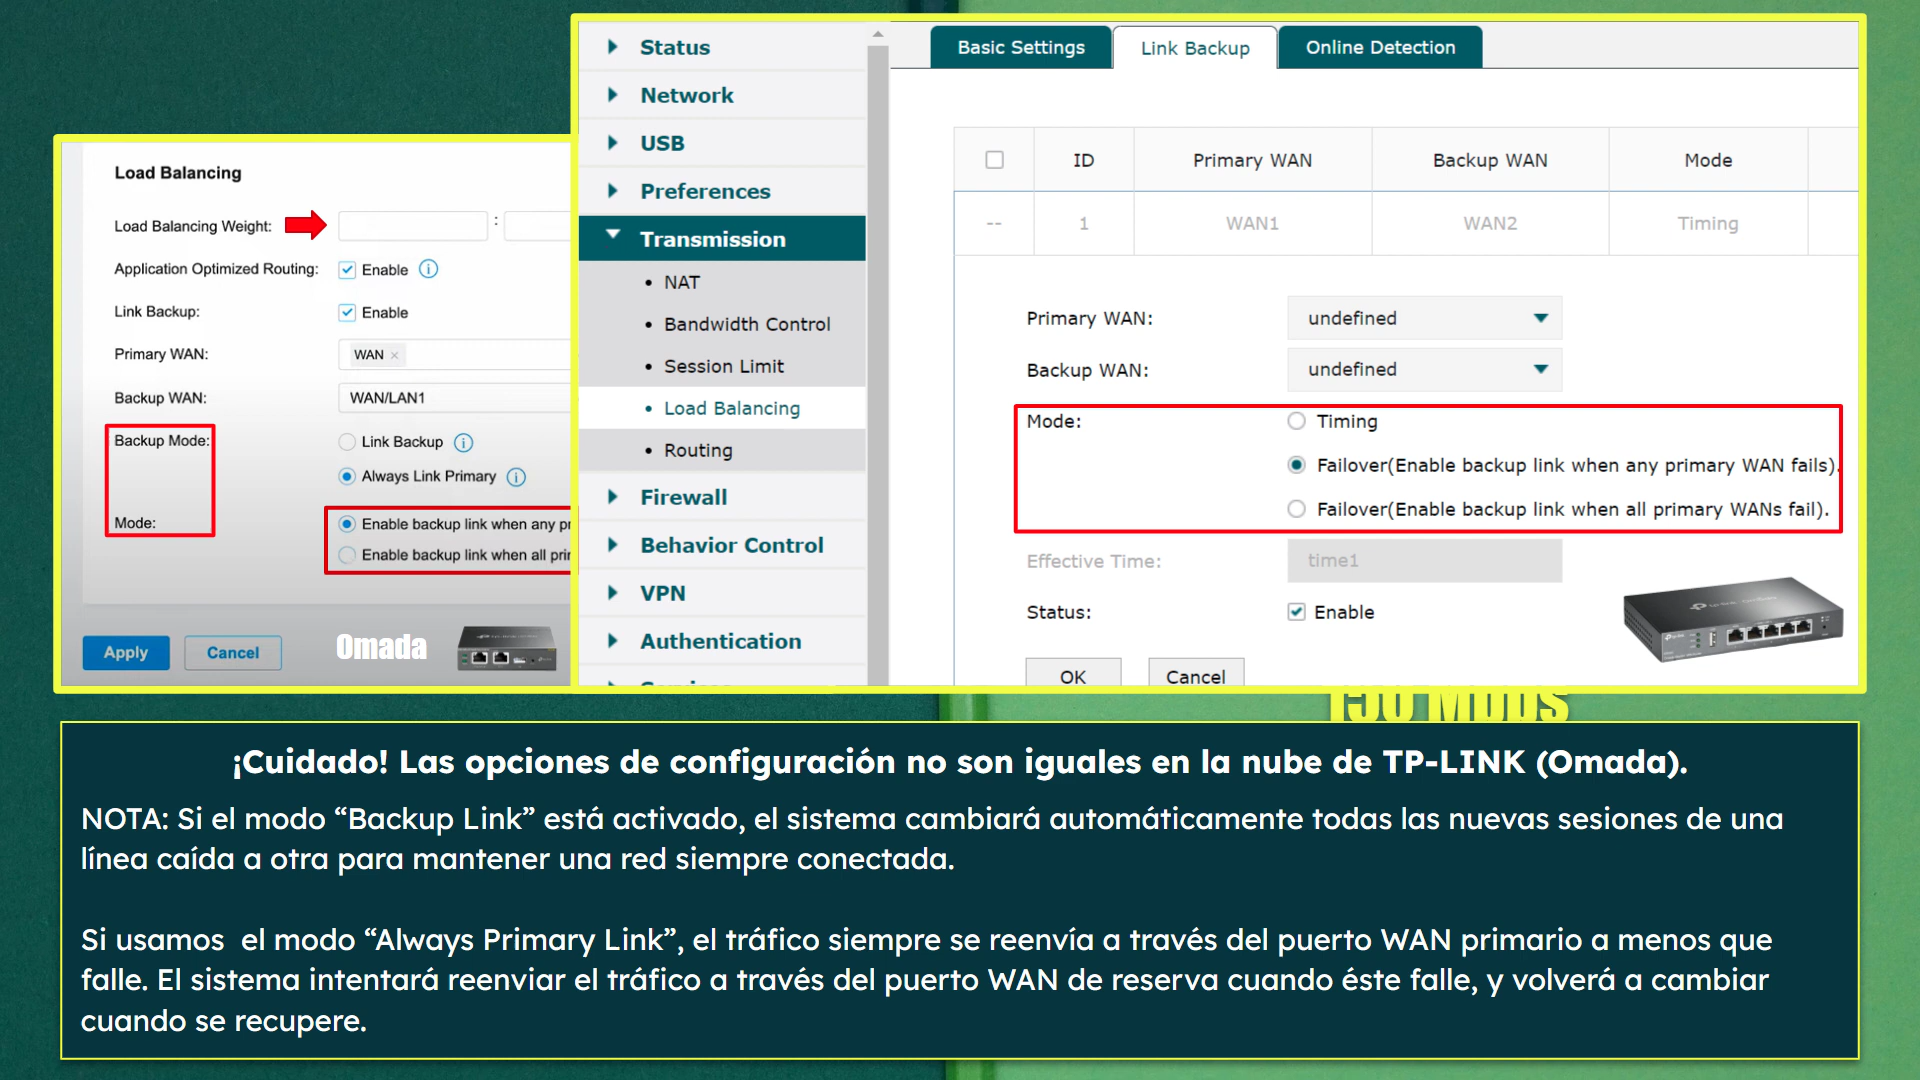 Load Balancing
Load Balancing Weight:
:
Application Optimized Routing:
Enable
Link Backup:
Enable
Primary WAN:
WAN ×
Backup WAN:
WAN/LAN1
Backup Mode:
Link Backup
Always Link Primary
Mode:
Enable backup link when any pr
Enable backup link when all prin
Apply
Cancel
Omada
Status
Network
USB
Preferences
Transmission
• NAT
• Bandwidth Control
• Session Limit
• Load Balancing
• Routing
Firewall
Behavior Control
VPN
Authentication
Basic Settings
Link Backup
Online Detection
ID
Primary WAN
Backup WAN
Mode
--
1
WAN1
WAN2
Timing
Primary WAN:
undefined
Backup WAN:
undefined
Mode:
Timing
Failover(Enable backup link when any primary WAN fails).
Failover(Enable backup link when all primary WANs fail).
Effective Time:
time1
Status:
Enable
OK
Cancel
150 Mbps
¡Cuidado! Las opciones de configuración no son iguales en la nube de TP-LINK (Omada).
NOTA: Si el modo “Backup Link” está activado, el sistema cambiará automáticamente todas las nuevas sesiones de una
línea caída a otra para mantener una red siempre conectada.
Si usamos el modo “Always Primary Link”, el tráfico siempre se reenvía a través del puerto WAN primario a menos que
falle. El sistema intentará reenviar el tráfico a través del puerto WAN de reserva cuando éste falle, y volverá a cambiar
cuando se recupere.